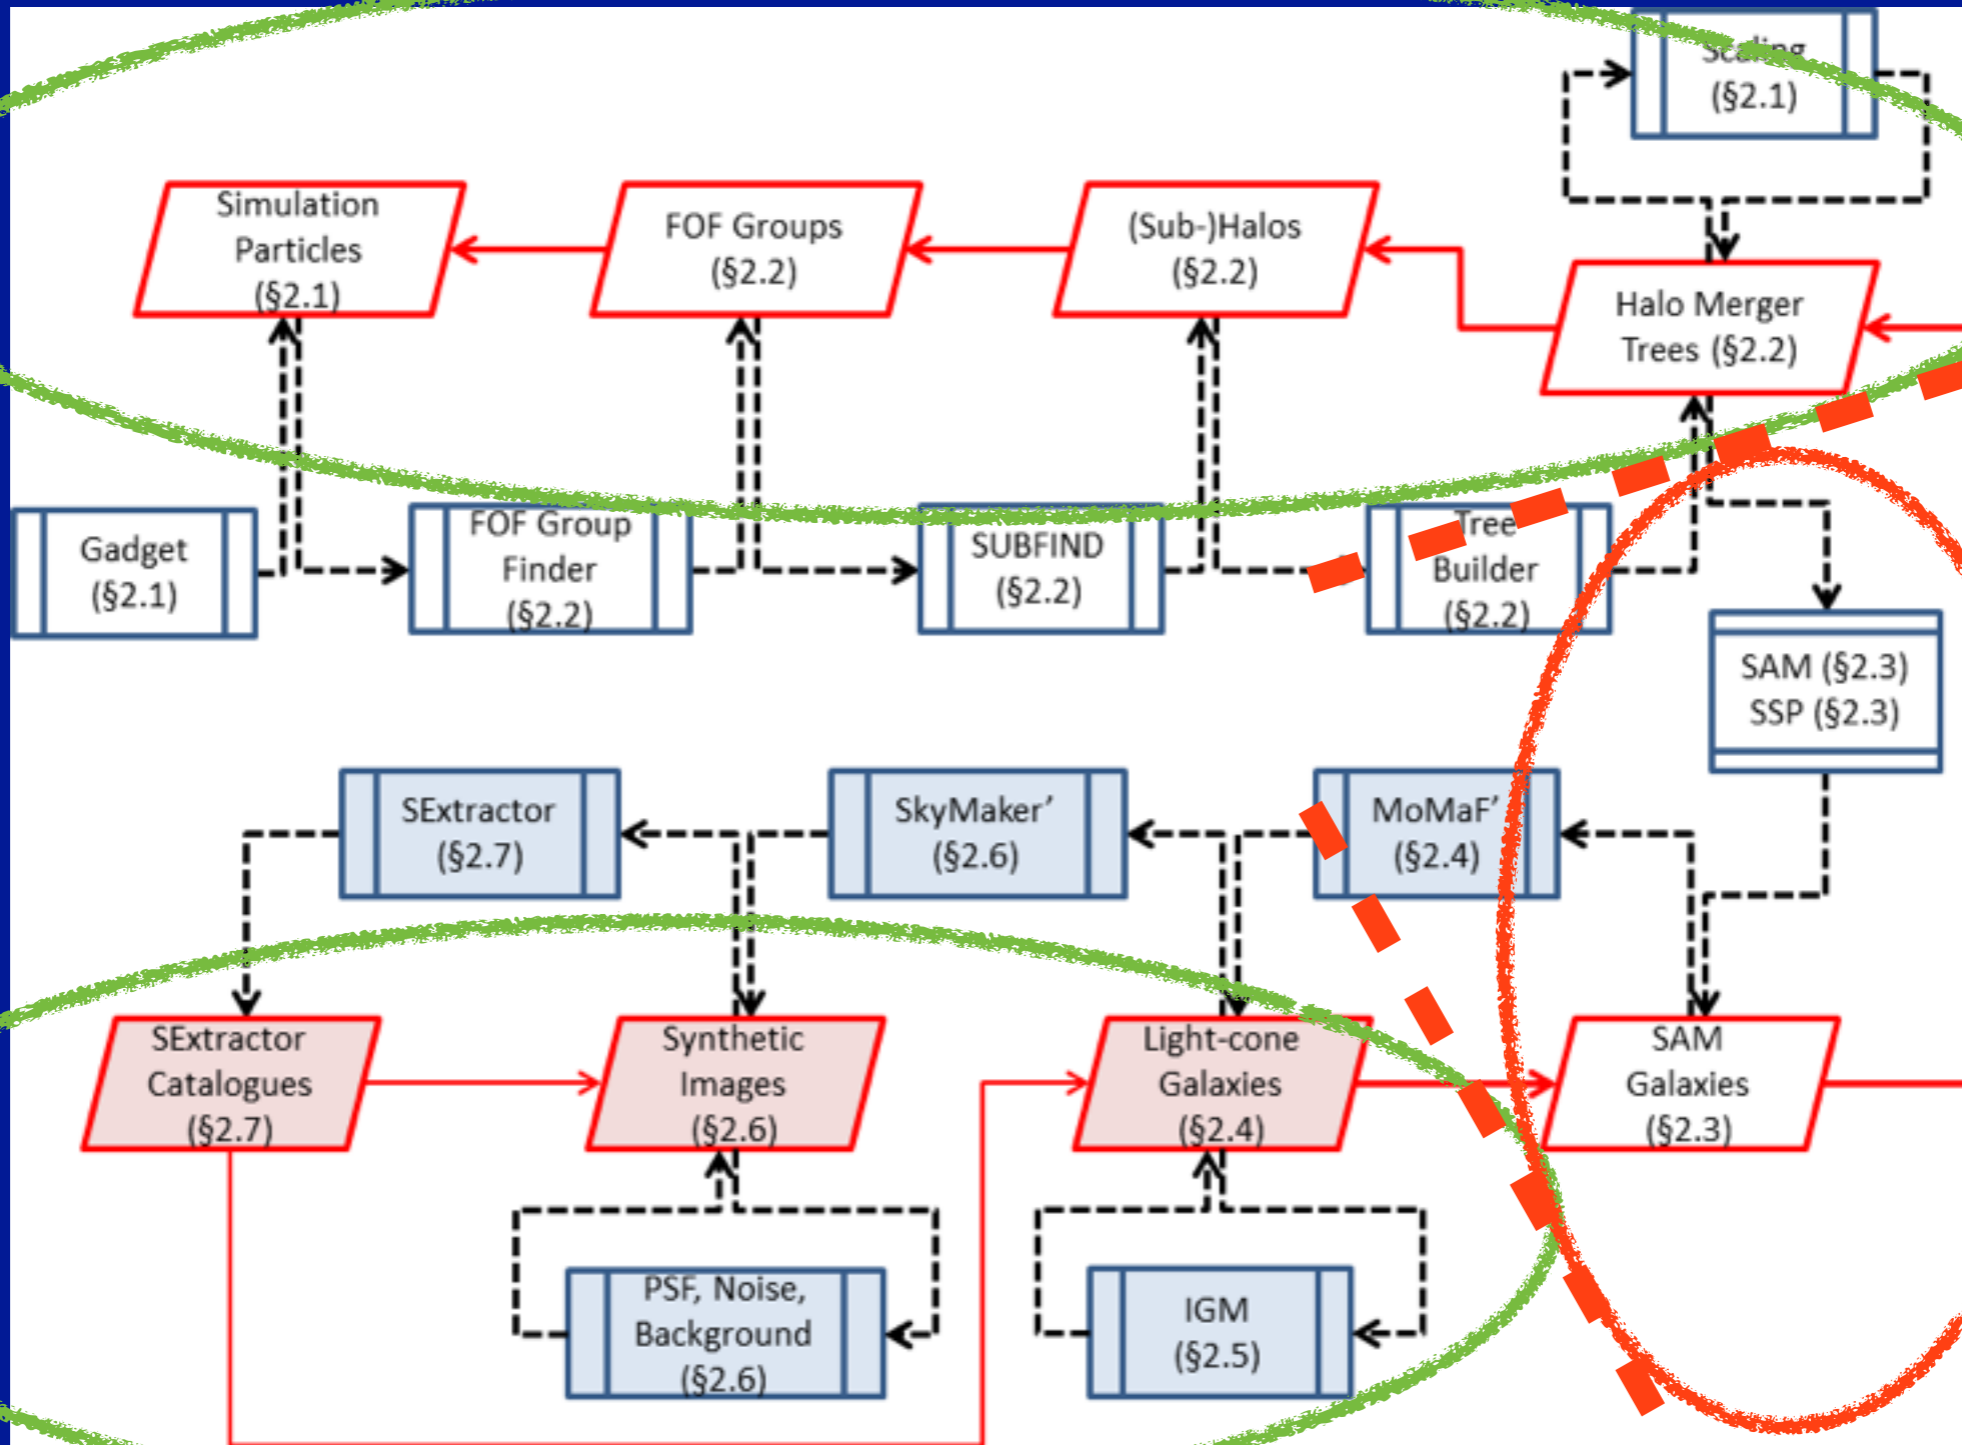 Scaling
(§2.1)
Simulation
Particles
(§2.1)
FOF Groups
(§2.2)
(Sub-)Halos
(§2.2)
Halo Merger
Trees (§2.2)
Gadget
(§2.1)
FOF Group
Finder
(§2.2)
SUBFIND
(§2.2)
Tree
Builder
(§2.2)
SAM (§2.3)
SSP (§2.3)
SExtractor
(§2.7)
SkyMaker’
(§2.6)
MoMaF’
(§2.4)
SExtractor
Catalogues
(§2.7)
Synthetic
Images
(§2.6)
Light-cone
Galaxies
(§2.4)
SAM
Galaxies
(§2.3)
PSF, Noise,
Background
(§2.6)
IGM
(§2.5)